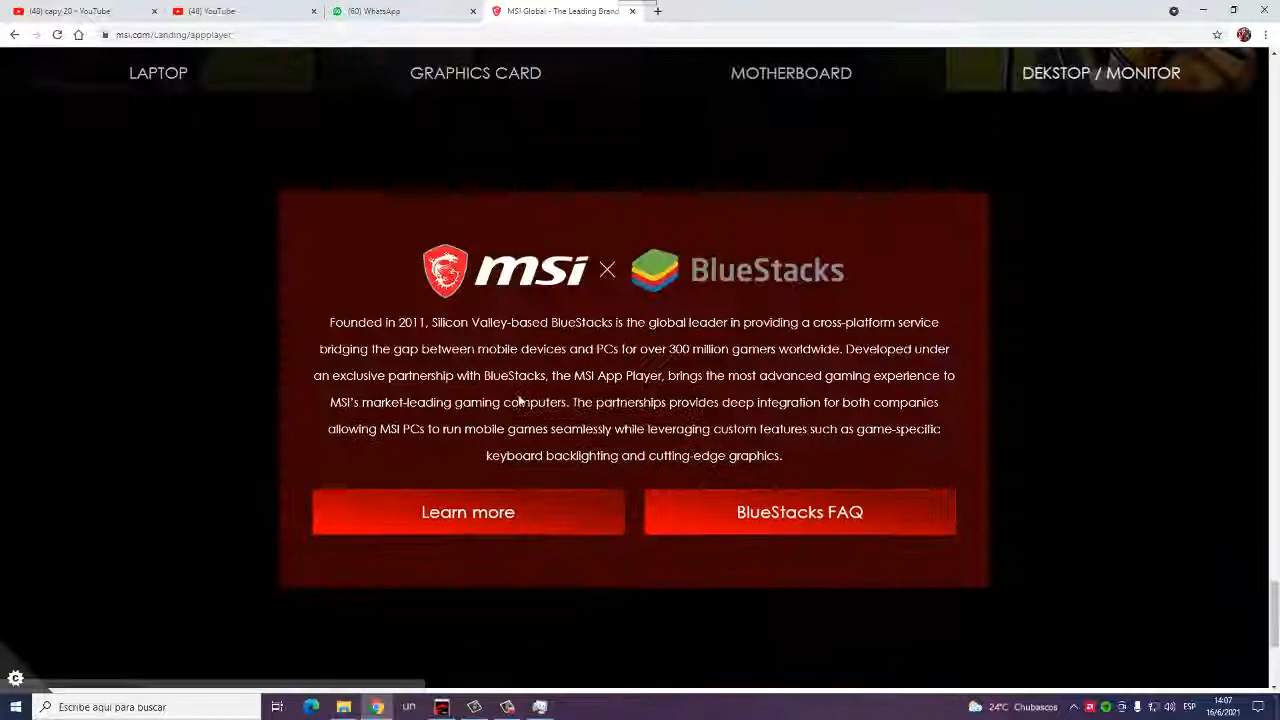 (48) capy20 - YouTube
(48) YouTube
(60) WhatsApp
MSI Global - The Leading Brand
msi.com/Landing/appplayer
LAPTOP
GRAPHICS CARD
MOTHERBOARD
DEKSTOP / MONITOR
msi × BlueStacks
Founded in 2011, Silicon Valley-based BlueStacks is the global leader in providing a cross-platform service
bridging the gap between mobile devices and PCs for over 300 million gamers worldwide. Developed under
an exclusive partnership with BlueStacks, the MSI App Player, brings the most advanced gaming experience to
MSI's market-leading gaming computers. The partnerships provides deep integration for both companies
allowing MSI PCs to run mobile games seamlessly while leveraging custom features such as game-specific
keyboard backlighting and cutting-edge graphics.
Learn more
BlueStacks FAQ
Escribe aquí para buscar.
un
24°C Chubascos
ESP
14:07
16/6/2021